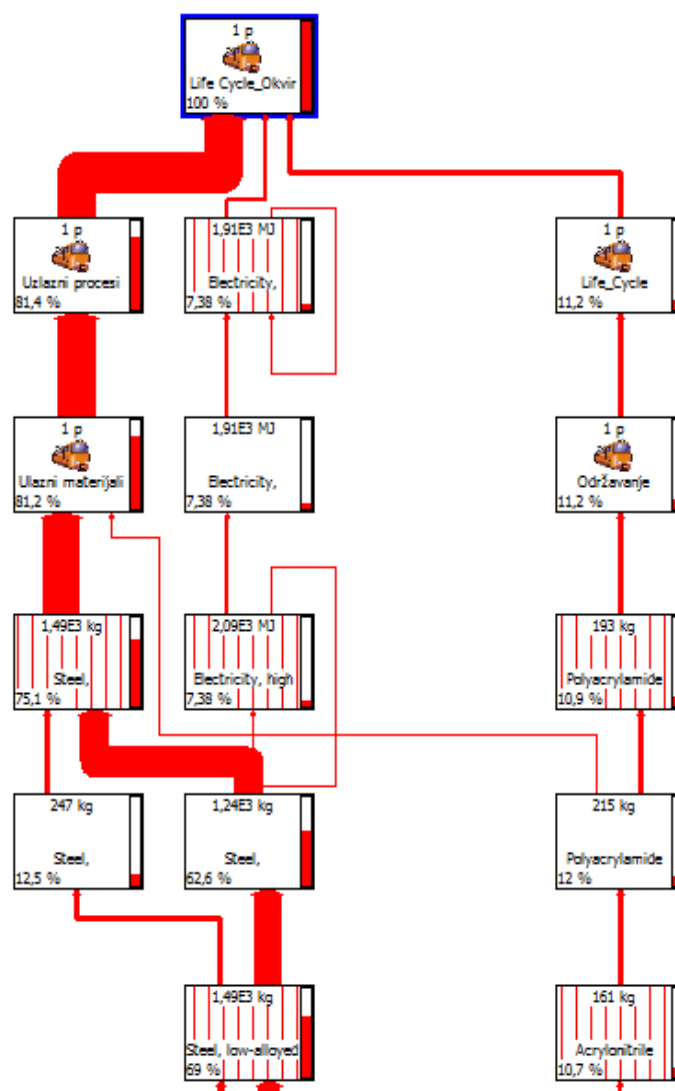 1 p
Life Cycle_Okvir
100 %
1 p
Uzlazni procesi
81,4 %
1,91E3 MJ
Electricity,
7,38 %
1 p
Life_Cycle
11,2 %
1 p
Ulazni materijali
81,2 %
1,91E3 MJ
Electricity,
7,38 %
1 p
Održavanje
11,2 %
1,49E3 kg
Steel,
75,1 %
2,09E3 MJ
Electricity, high
7,38 %
193 kg
Polyacrylamide
10,9 %
247 kg
Steel,
12,5 %
1,24E3 kg
Steel,
62,6 %
215 kg
Polyacrylamide
12 %
1,49E3 kg
Steel, low-alloyed
69 %
161 kg
Acrylonitrile
10,7 %